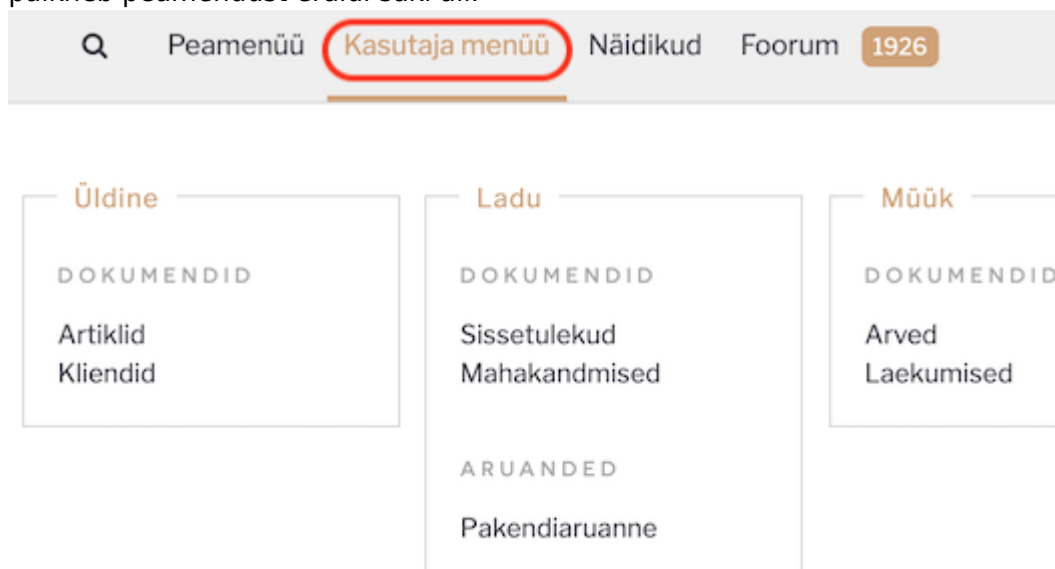 Peamenüü Kasutaja menüü Näidikud Foorum 1926
Üldine
DOKUMENDID
Artiklid
Kliendid
Ladu
DOKUMENDID
Sissetulekud
Mahakandmised
ARUANDED
Pakendiaruanne
Müük
DOKUMENDID
Arved
Laekumised